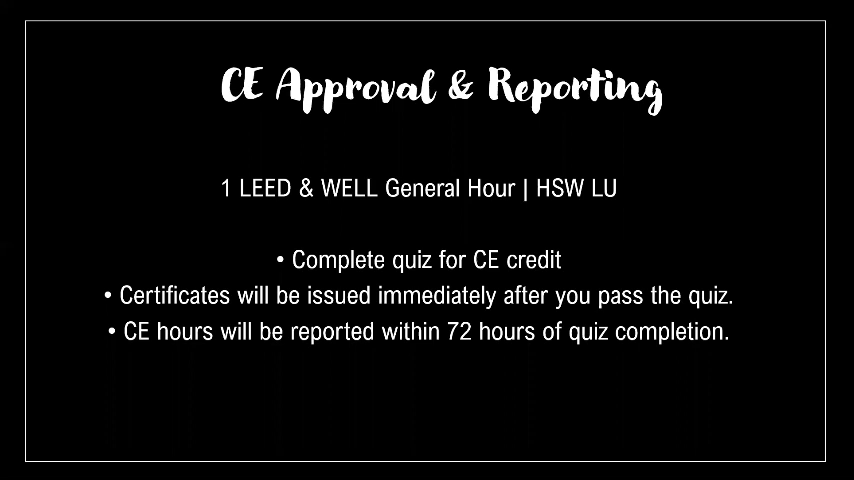 CE Approval & Reporting
1 LEED & WELL General Hour | HSW LU
• Complete quiz for CE credit
• Certificates will be issued immediately after you pass the quiz.
• CE hours will be reported within 72 hours of quiz completion.